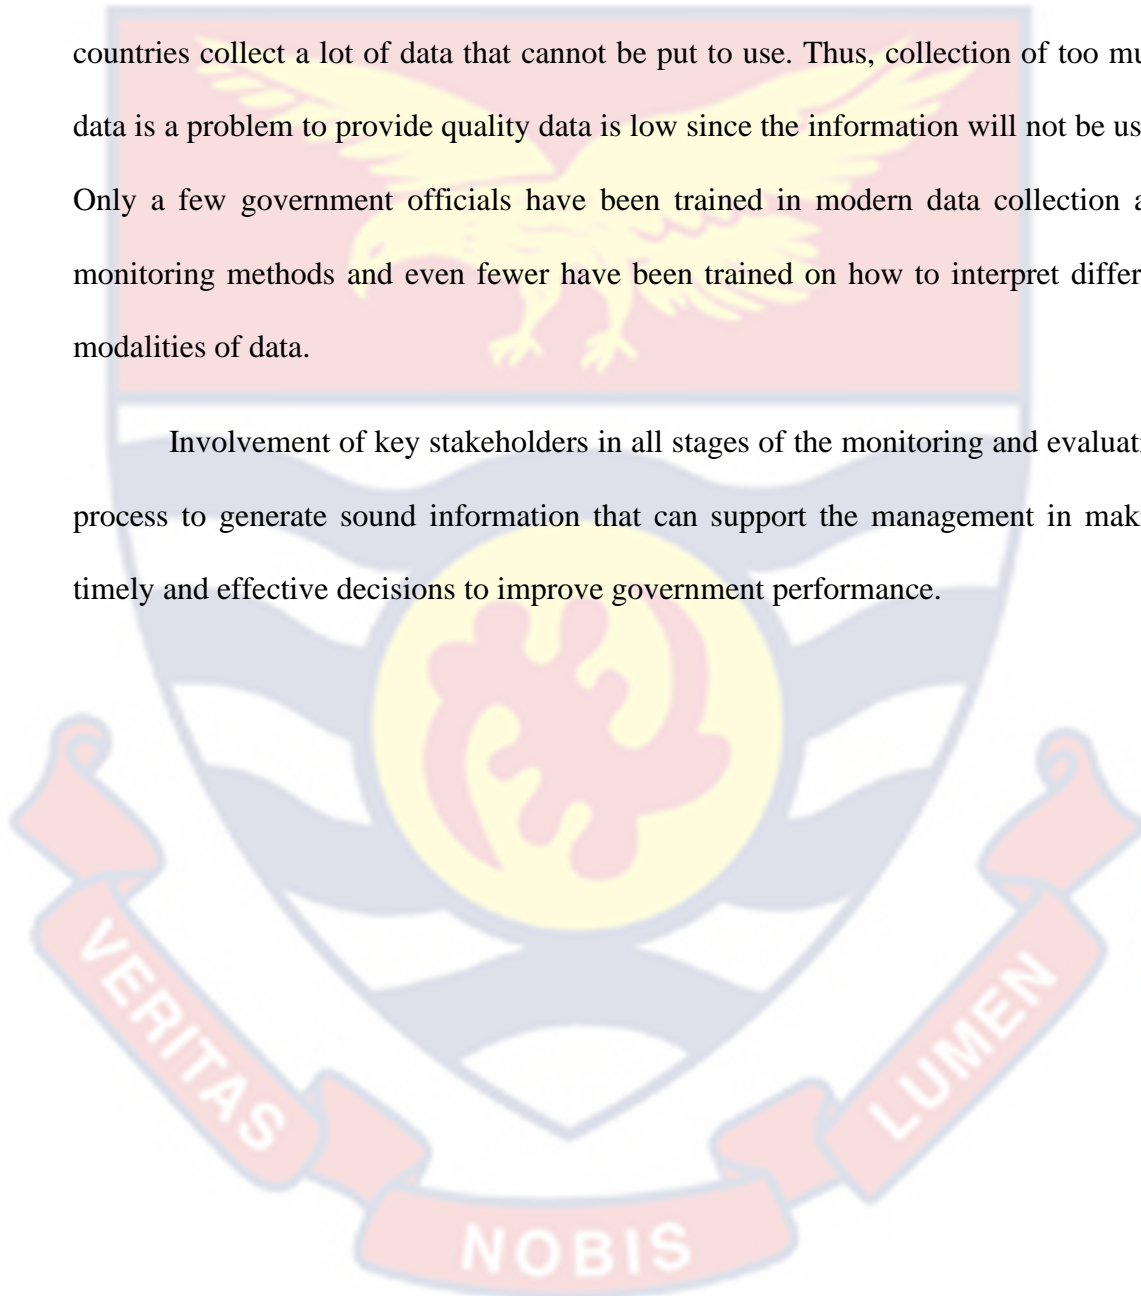 countries collect a lot of data that cannot be put to use. Thus, collection of too mu
data is a problem to provide quality data is low since the information will not be us
Only a few government officials have been trained in modern data collection a
monitoring methods and even fewer have been trained on how to interpret differ
modalities of data.
Involvement of key stakeholders in all stages of the monitoring and evaluati
process to generate sound information that can support the management in maki
timely and effective decisions to improve government performance.
VERITAS
NOBIS
LUMEN